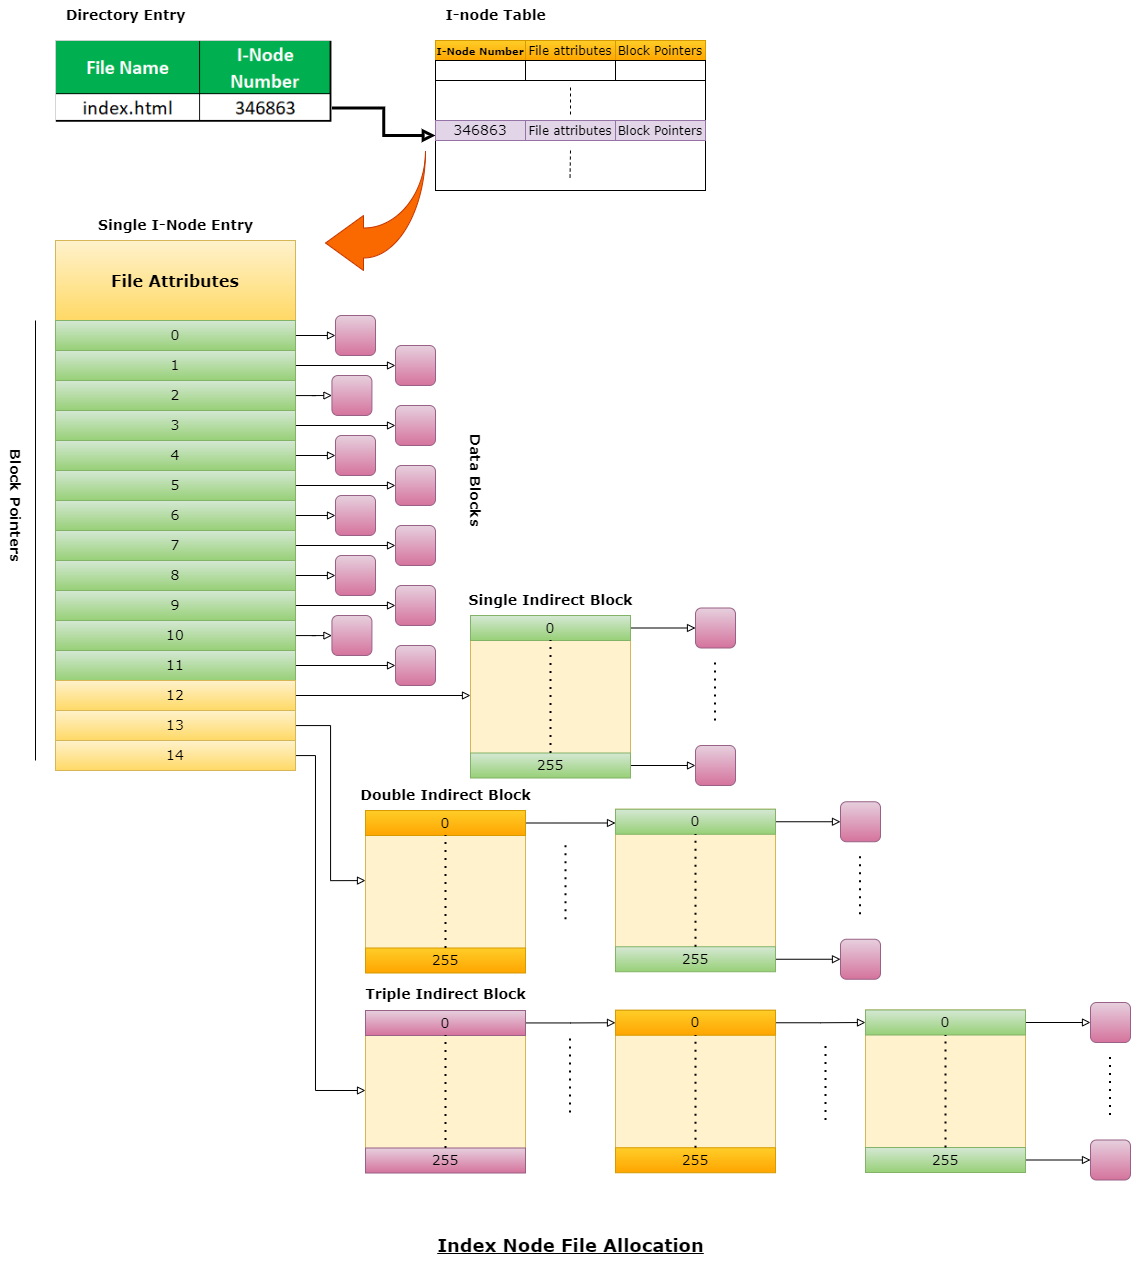 Directory Entry
I-node Table
File Name
I-Node
Number
index.html
346863
I-Node Number
File attributes
Block Pointers
346863
File attributes
Block Pointers
Single I-Node Entry
File Attributes
Block Pointers
0
1
2
3
4
5
6
7
8
9
10
11
12
13
14
Data Blocks
Single Indirect Block
0
255
Double Indirect Block
0
0
255
255
Triple Indirect Block
0
0
0
255
255
255
Index Node File Allocation